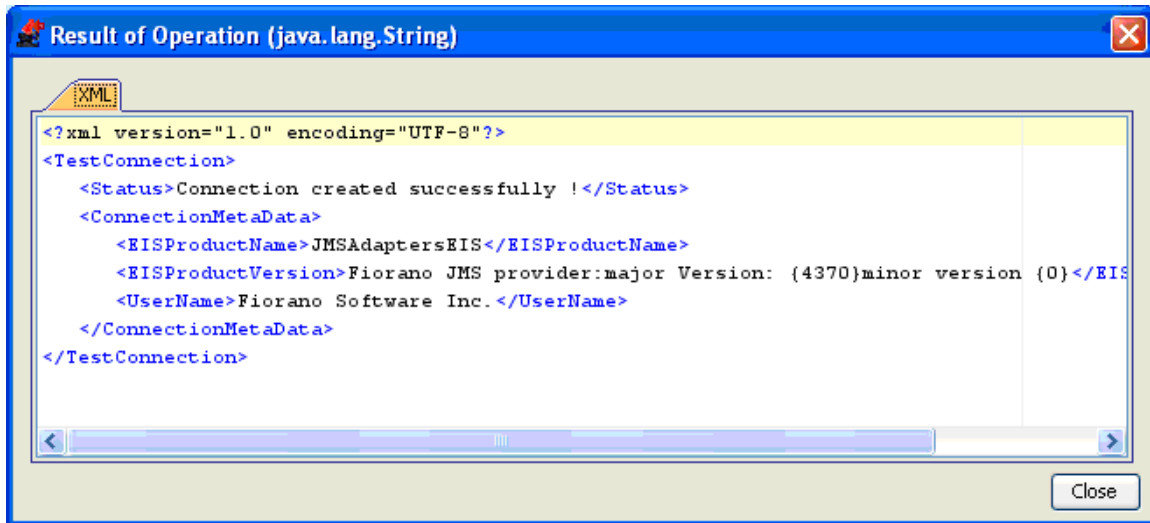 Result of Operation (java.lang.String)
XML
<?xml version="1.0" encoding="UTF-8"?>
<TestConnection>
<Status>Connection created successfully !</Status>
<ConnectionMetaData>
<EISProductName>JMSAdaptersEIS</EISProductName>
<EISProductVersion>Fiorano JMS provider:major Version: {4370}minor version {0}</EIS
<UserName>Fiorano Software Inc.</UserName>
</ConnectionMetaData>
</TestConnection>
Close